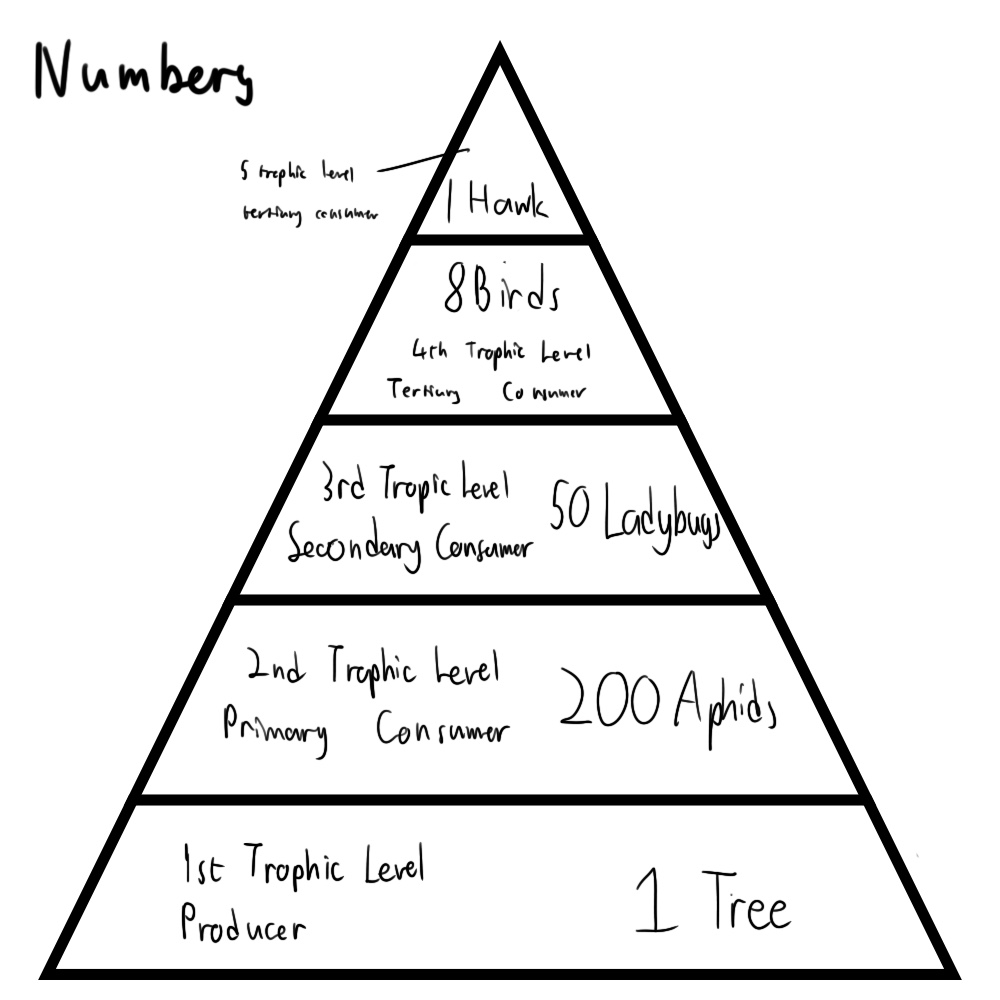 Numbers
5 trophic level
tertiary consumer
1 Hawk
8 Birds
4th Trophic Level
Tertiary Consumer
3rd Tropic Level
Secondary Consumer
50 Ladybugs
2nd Trophic Level
Primary Consumer
200 Aphids
1st Trophic Level
Producer
1 Tree